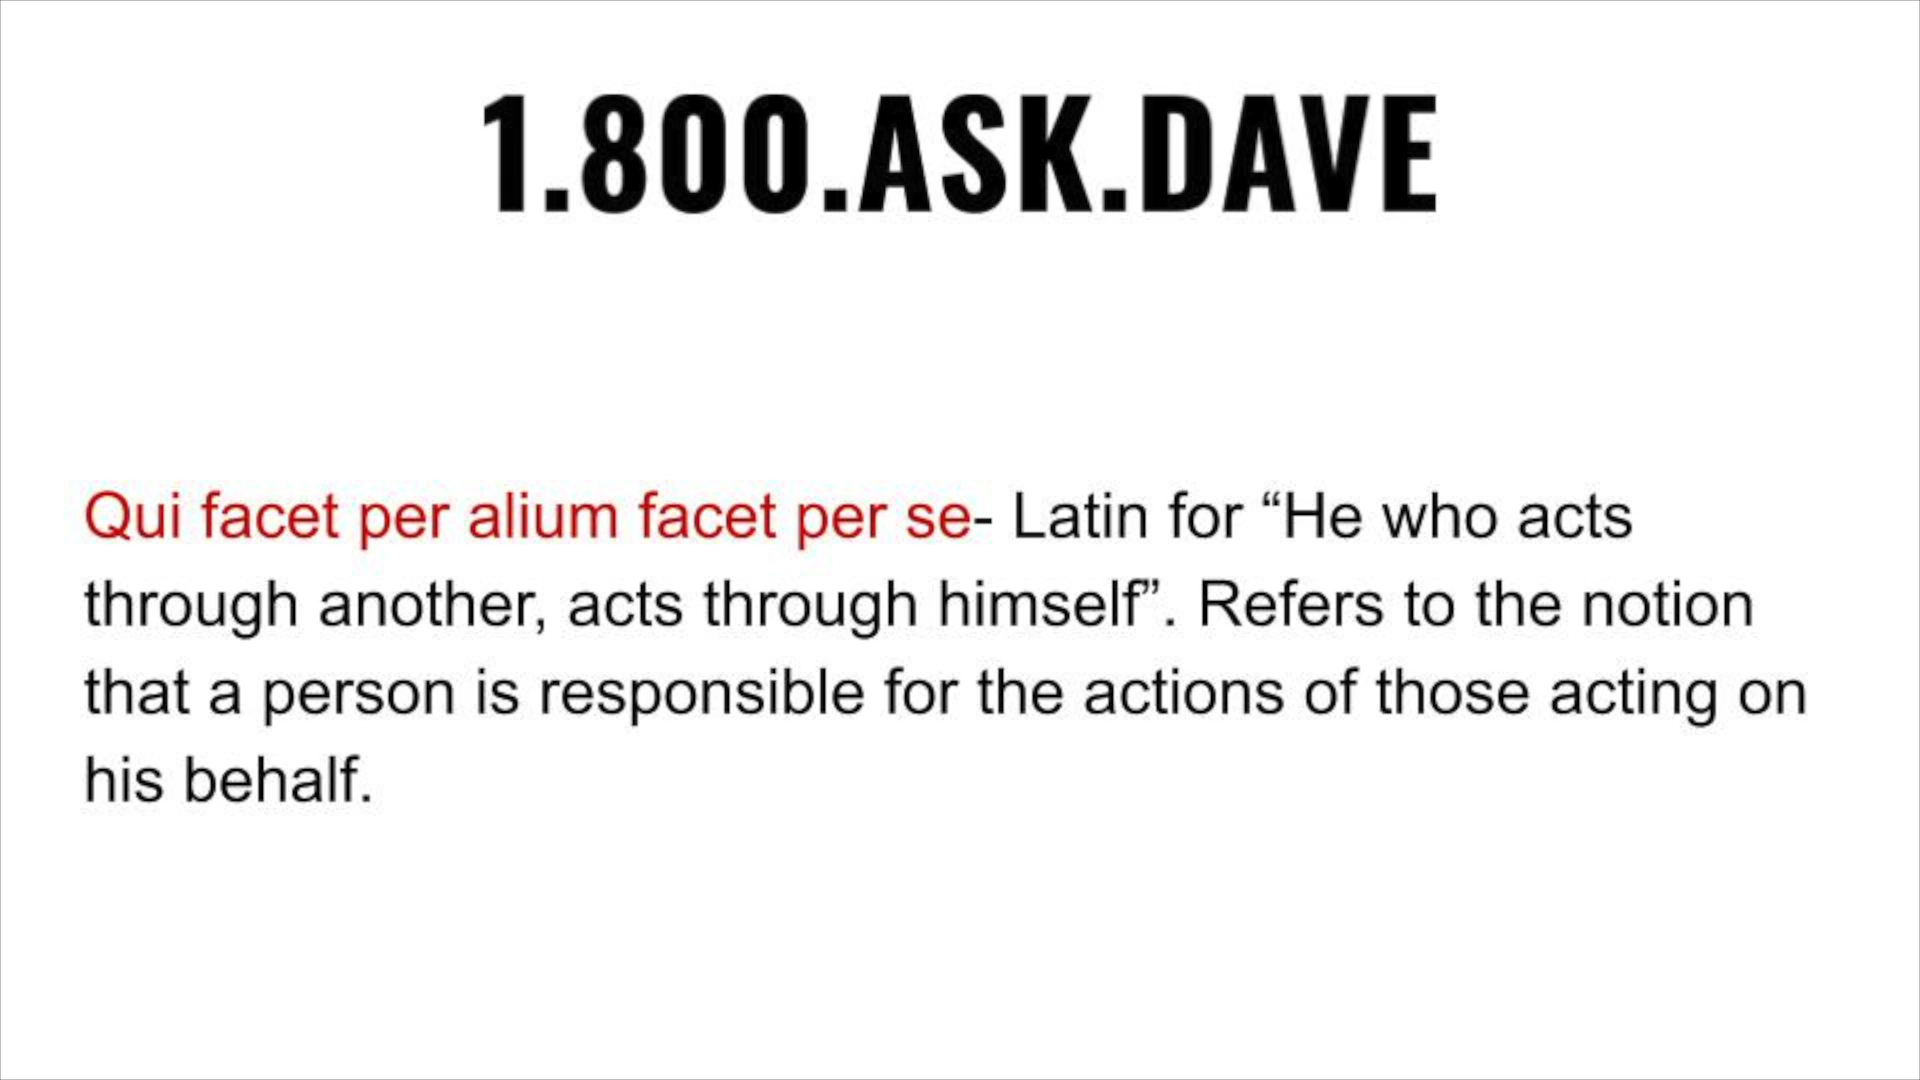 1.800.ASK.DAVE
Qui facet per alium facet per se- Latin for “He who acts
through another, acts through himself”. Refers to the notion
that a person is responsible for the actions of those acting on
his behalf.